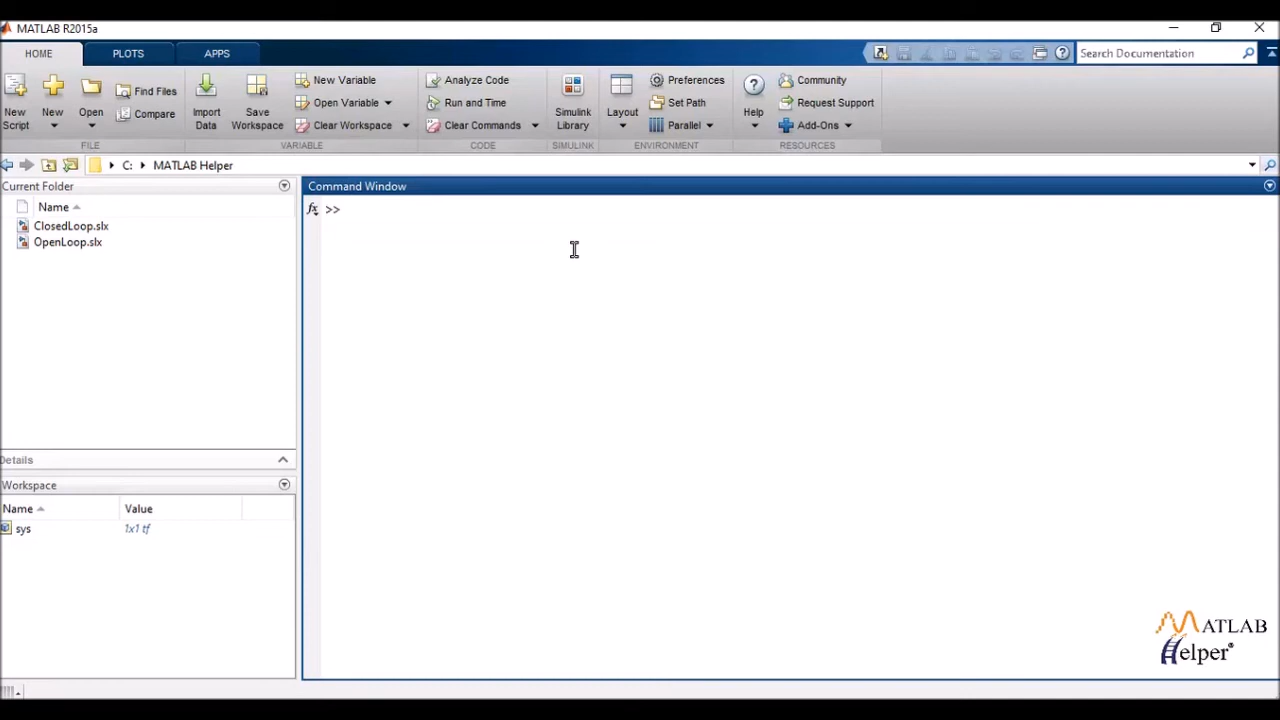 MATLAB R2015a
HOME PLOTS APPS Search Documentation
New Script New Open Find Files Compare Import Data Save Workspace New Variable Open Variable Clear Workspace Analyze Code Run and Time Clear Commands Simulink Library Layout Preferences Set Path Parallel Help Community Request Support Add-Ons
FILE VARIABLE CODE SIMULINK ENVIRONMENT RESOURCES
C: MATLAB Helper
Current Folder
Name
ClosedLoop.slx
OpenLoop.slx
Details
Workspace
Name Value
sys 1x1 tf
Command Window
fx >>
MATLAB
Helper®